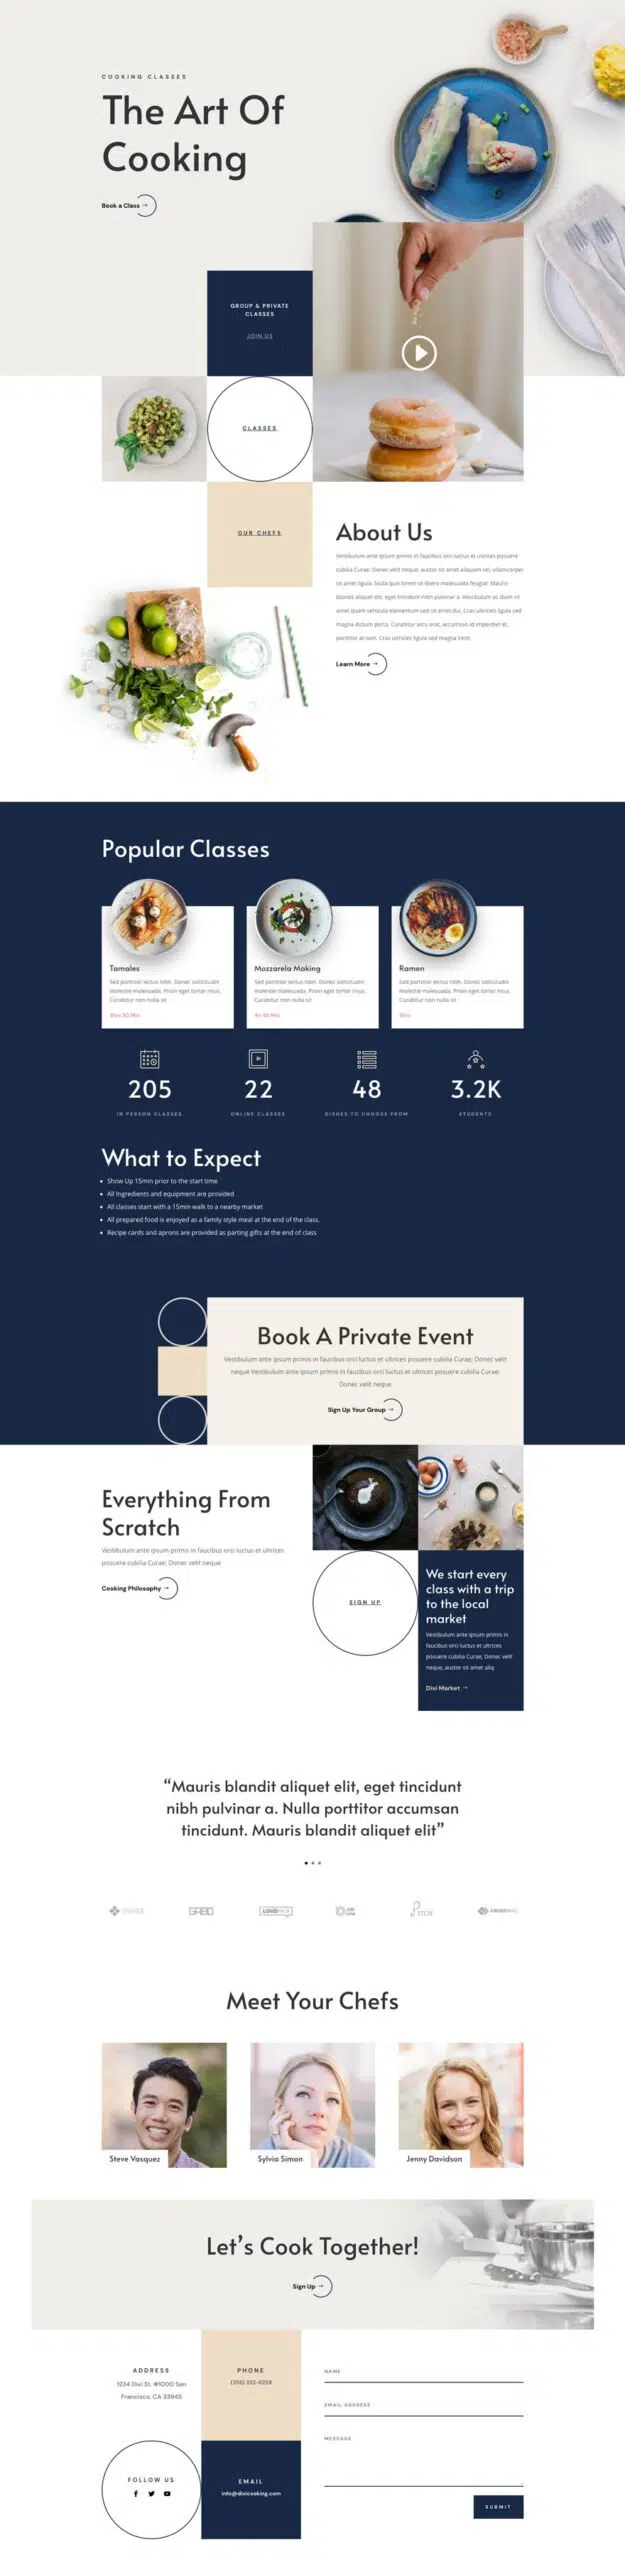 COOKING CLASSES
The Art Of
Cooking
Book a Class →
GROUP & PRIVATE
CLASSES
JOIN US
CLASSES
OUR CHEFS
About Us
Vestibulum ante ipsum primis in faucibus orci luctus et ultrices posuere
cubilia Curae; Donec velit neque, auctor sit amet aliquam vel, ullamcorper
sit amet ligula. Nulla quis lorem ut libero malesuada feugiat. Mauris
blandit aliquet elit, eget tincidunt nibh pulvinar a. Vestibulum ac diam sit
amet quam vehicula elementum sed sit amet dui. Cras ultricies ligula sed
magna dictum porta. Curabitur arcu erat, accumsan id imperdiet et,
porttitor at sem. Cras ultricies ligula sed magna
Learn More →
Popular Classes
Tamales
Sed porttitor lectus nibh. Donec sollicitudin
molestie malesuada. Proin eget tortor risus.
Curabitur non nulla sit
Mozzarela Making
Sed porttitor lectus nibh. Donec sollicitudin
molestie malesuada. Proin eget tortor risus.
Curabitur non nulla sit
Ramen
Sed porttitor lectus nibh. Donec sollicitudin
molestie malesuada. Proin eget tortor risus.
Curabitur non nulla sit
205
IN PERSON CLASSES
22
ONLINE CLASSES
48
DISHES TO CHOOSE FROM
3.2K
STUDENTS
What to Expect
• Show Up 15min prior to the start time
• All Ingredients and equipment are provided
• All classes start with a 15min walk to a nearby market
• All prepared food is enjoyed as a family style meal at the end of the class.
• Recipe cards and aprons are provided as parting gifts at the end of class
Book A Private Event
Vestibulum ante ipsum primis in faucibus orci luctus et ultrices posuere cubilia Curae; Donec velit
neque Vestibulum ante ipsum primis in faucibus orci luctus et ultrices posuere cubilia Curae;
Donec velit neque
Sign Up Your Group →
Everything From
Scratch
Vestibulum ante ipsum primis in faucibus orci luctus et ultrices
posuere cubilia Curae; Donec velit neque
Cooking Philosophy →
SIGN UP
We start every
class with a trip
to the local
market
Vestibulum ante ipsum primis in
faucibus orci luctus et ultrices
posuere cubilia Curae; Donec velit
neque, auctor sit amet aliq
Divi Market →
“Mauris blandit aliquet elit, eget tincidunt
nibh pulvinar a. Nulla porttitor accumsan
tincidunt. Mauris blandit aliquet elit”
INNER
GABO
LOUDPACK
Meet Your Chefs
Steve Vasquez
Sylvia Simon
Jenny Davidson
Let’s Cook Together!
Sign Up →
ADDRESS
1234 Divi St. #1000 San
Francisco, CA 33945
PHONE
(255) 352-6258
FOLLOW US
EMAIL
info@divicooking.com
NAME
EMAIL ADDRESS
MESSAGE
SUBMIT